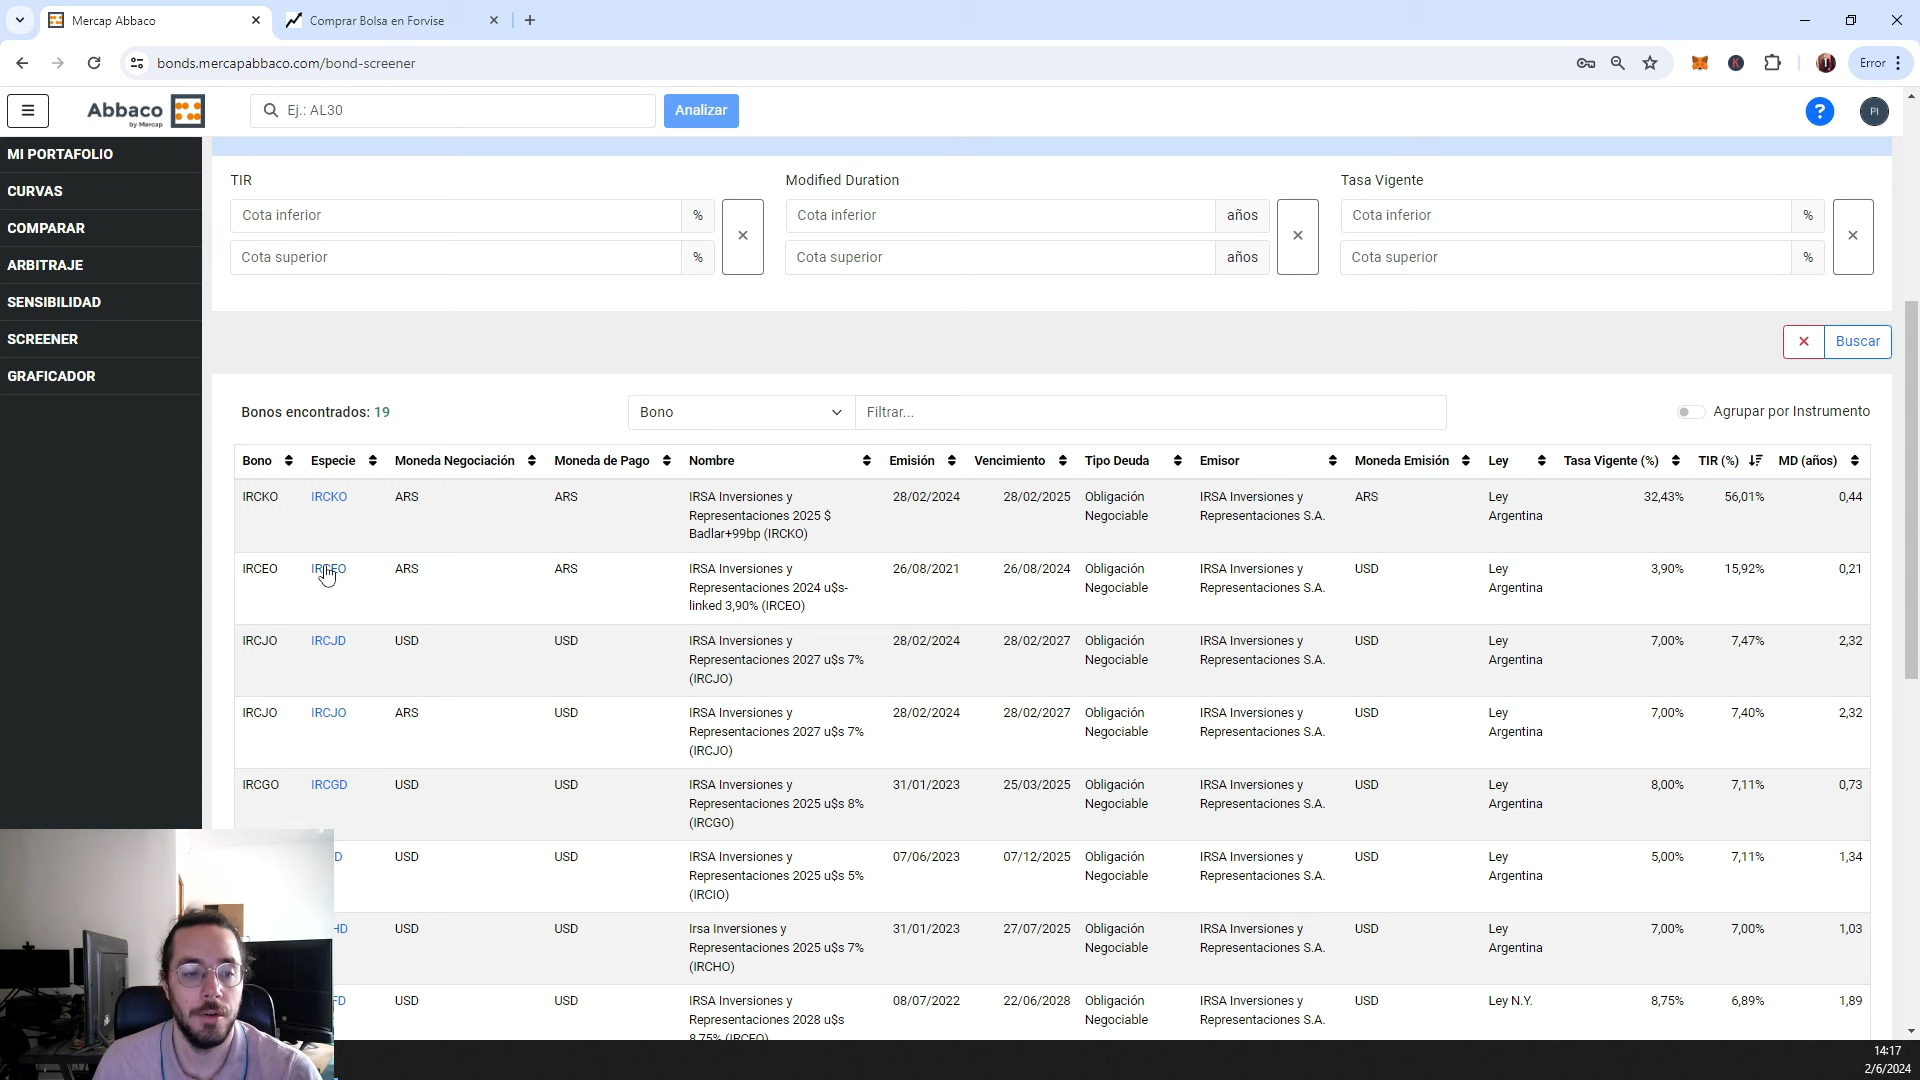 Mercap Abbaco
Comprar Bolsa en Forvise
bonds.mercapabbaco.com/bond-screener
Error
Abbaco
by Mercap
Ej.: AL30
Analizar
?
PI
MI PORTAFOLIO
CURVAS
COMPARAR
ARBITRAJE
SENSIBILIDAD
SCREENER
GRAFICADOR
TIR
Modified Duration
Tasa Vigente
Cota inferior %
Cota inferior años
Cota inferior %
Cota superior %
Cota superior años
Cota superior %
Buscar
Bonos encontrados: 19
Bono
Filtrar...
Agrupar por Instrumento
Bono Especie Moneda Negociación Moneda de Pago Nombre Emisión Vencimiento Tipo Deuda Emisor Moneda Emisión Ley Tasa Vigente (%) TIR (%) MD (años)
IRCKO IRCKO ARS ARS IRSA Inversiones y 28/02/2024 28/02/2025 Obligación IRSA Inversiones y ARS Ley 32,43% 56,01% 0,44
Representaciones 2025 $ Negociable Representaciones S.A. Argentina
Badlar+99bp (IRCKO)
IRCEO IRCEO ARS ARS IRSA Inversiones y 26/08/2021 26/08/2024 Obligación IRSA Inversiones y USD Ley 3,90% 15,92% 0,21
Representaciones 2024 u$s- Negociable Representaciones S.A. Argentina
linked 3,90% (IRCEO)
IRCJO IRCJD USD USD IRSA Inversiones y 28/02/2024 28/02/2027 Obligación IRSA Inversiones y USD Ley 7,00% 7,47% 2,32
Representaciones 2027 u$s 7% Negociable Representaciones S.A. Argentina
(IRCJO)
IRCJO IRCJO ARS USD IRSA Inversiones y 28/02/2024 28/02/2027 Obligación IRSA Inversiones y USD Ley 7,00% 7,40% 2,32
Representaciones 2027 u$s 7% Negociable Representaciones S.A. Argentina
(IRCJO)
IRCGO IRCGD USD USD IRSA Inversiones y 31/01/2023 25/03/2025 Obligación IRSA Inversiones y USD Ley 8,00% 7,11% 0,73
Representaciones 2025 u$s 8% Negociable Representaciones S.A. Argentina
(IRCGO)
D USD USD IRSA Inversiones y 07/06/2023 07/12/2025 Obligación IRSA Inversiones y USD Ley 5,00% 7,11% 1,34
Representaciones 2025 u$s 5% Negociable Representaciones S.A. Argentina
(IRCIO)
HD USD USD Irsa Inversiones y 31/01/2023 27/07/2025 Obligación IRSA Inversiones y USD Ley 7,00% 7,00% 1,03
Representaciones 2025 u$s 7% Negociable Representaciones S.A. Argentina
(IRCHO)
FD USD USD IRSA Inversiones y 08/07/2022 22/06/2028 Obligación IRSA Inversiones y USD Ley N.Y. 8,75% 6,89% 1,89
Representaciones 2028 u$s Negociable Representaciones S.A.
8,75% (IRCFO)
14:17
2/6/2024